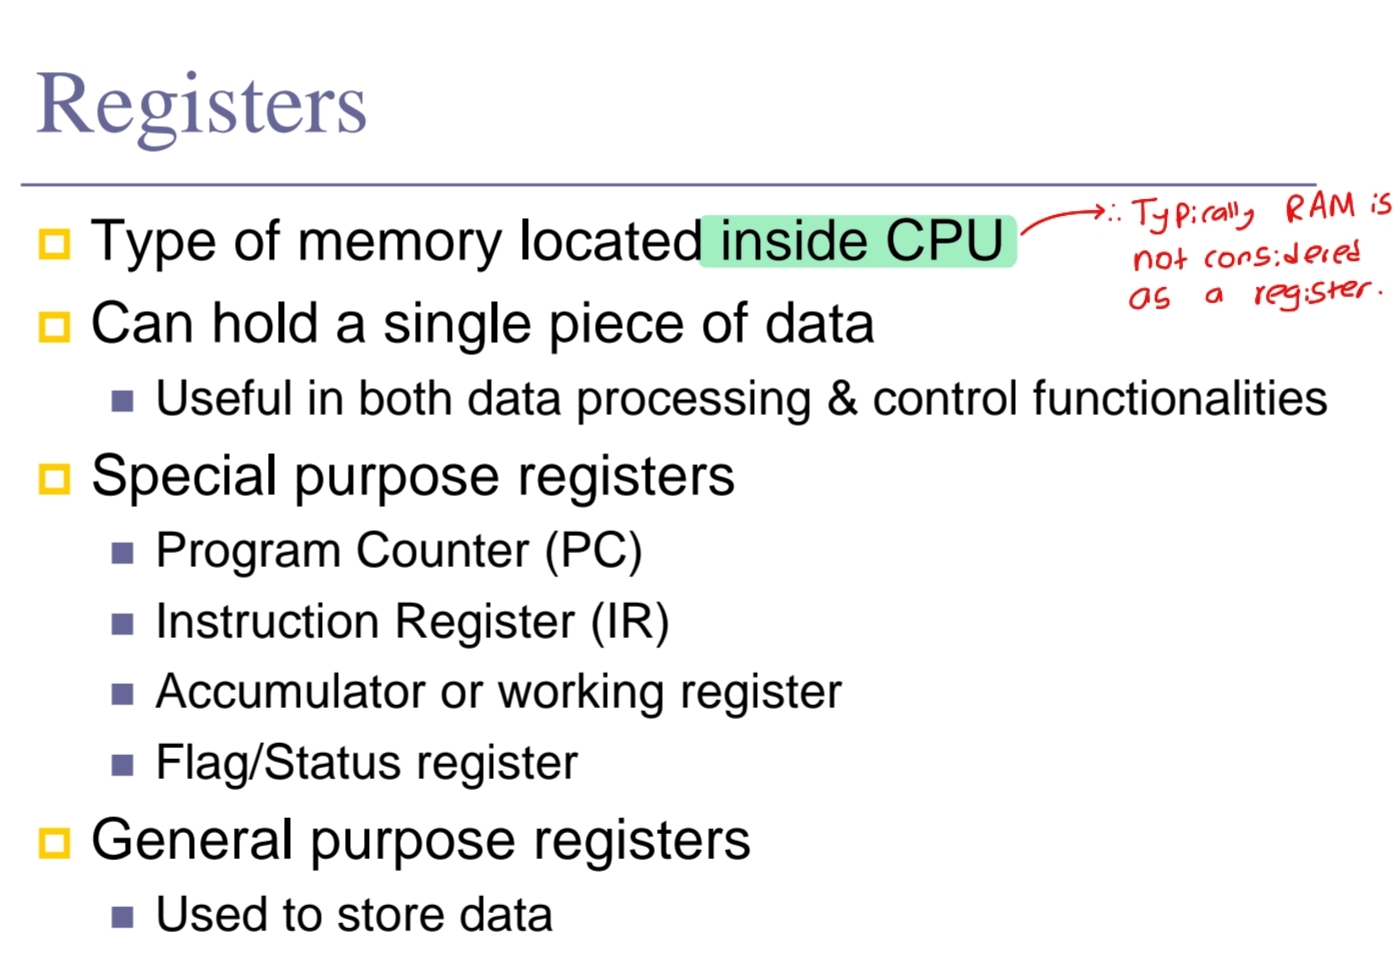 Registers
Type of memory located inside CPU
∴ Typically RAM is
not considered
as a register.
Can hold a single piece of data
Useful in both data processing & control functionalities
Special purpose registers
Program Counter (PC)
Instruction Register (IR)
Accumulator or working register
Flag/Status register
General purpose registers
Used to store data